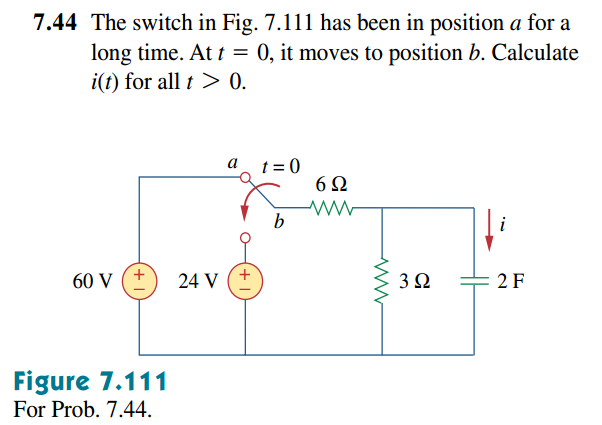 7.44 The switch in Fig. 7.111 has been in position a for a
long time. At t = 0, it moves to position b. Calculate
i(t) for all t > 0.
a t = 0
6 Ω
b
i
60 V + −
24 V + −
3 Ω
2 F
Figure 7.111
For Prob. 7.44.